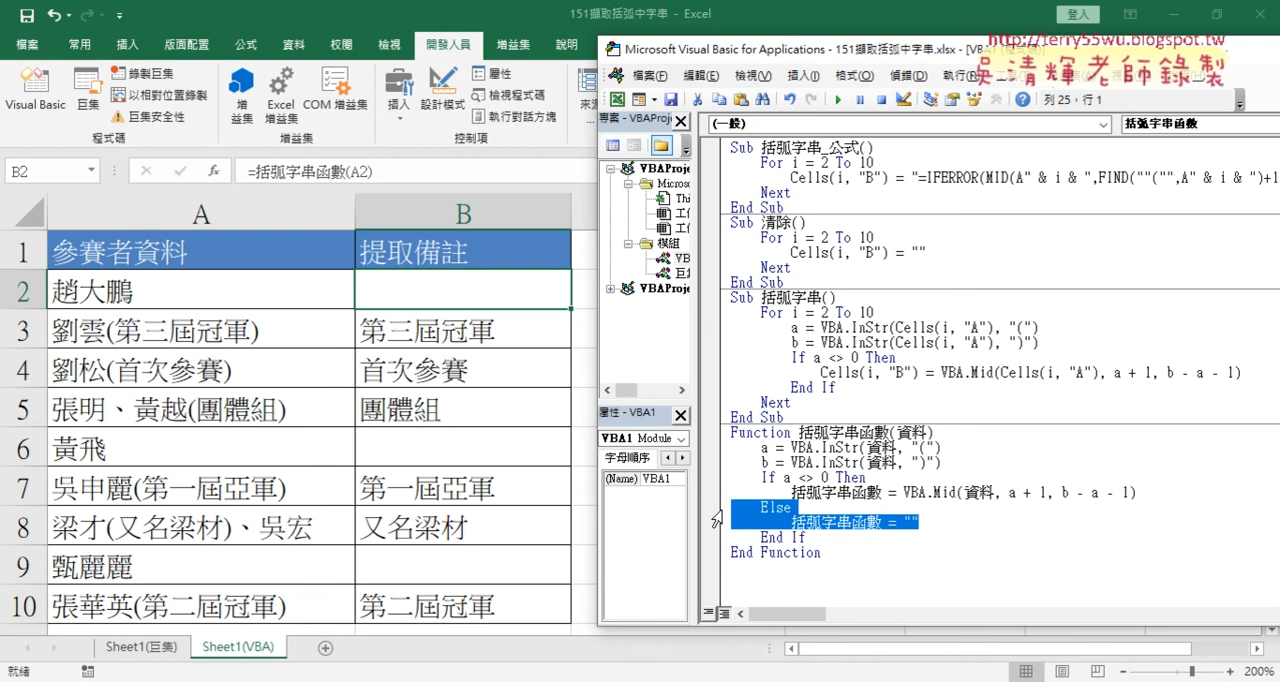 151擷取括弧中字串 - Excel
登入
檔案 常用 插入 版面配置 公式 資料 校閱 檢視 開發人員 增益集 說明
http://terry55wu.blogspot.tw
吳清輝老師錄製
Visual Basic
巨集
錄製巨集
以相對位置錄製
巨集安全性
程式碼
增益集
Excel 增益集
COM 增益集
增益集
插入
設計模式
屬性
檢視程式碼
執行對話方塊
控制項
B2
=括弧字串函數(A2)
A B
1 參賽者資料 提取備註
2 趙大鵬
3 劉雲(第三屆冠軍) 第三屆冠軍
4 劉松(首次參賽) 首次參賽
5 張明、黃越(團體組) 團體組
6 黃飛
7 吳申麗(第一屆亞軍) 第一屆亞軍
8 梁才(又名梁材)、吳宏 又名梁材
9 甄麗麗
10 張華英(第二屆冠軍) 第二屆冠軍
Sheet1(巨集) Sheet1(VBA)
就緒
200%
Microsoft Visual Basic for Applications - 151擷取括弧中字串.xlsx - [VBA
檔案(F) 編輯(E) 檢視(V) 插入(I) 格式(O) 偵錯(D) 執行(R)
列 25，行 1
專案 - VBAProj
VBAProje
Micros
Thi
工
工
模組
VB
巨
VBAProje
屬性 - VBA1
VBA1 Module
字母順序
(Name) VBA1
(一般) 括弧字串函數
Sub 括弧字串_公式()
For i = 2 To 10
Cells(i, "B") = "=IFERROR(MID(A" & i & ",FIND(""("",A" & i & ")+1
Next
End Sub
Sub 清除()
For i = 2 To 10
Cells(i, "B") = ""
Next
End Sub
Sub 括弧字串()
For i = 2 To 10
a = VBA.InStr(Cells(i, "A"), "(")
b = VBA.InStr(Cells(i, "A"), ")")
If a <> 0 Then
Cells(i, "B") = VBA.Mid(Cells(i, "A"), a + 1, b - a - 1)
End If
Next
End Sub
Function 括弧字串函數(資料)
a = VBA.InStr(資料, "(")
b = VBA.InStr(資料, ")")
If a <> 0 Then
括弧字串函數 = VBA.Mid(資料, a + 1, b - a - 1)
Else
括弧字串函數 = ""
End If
End Function